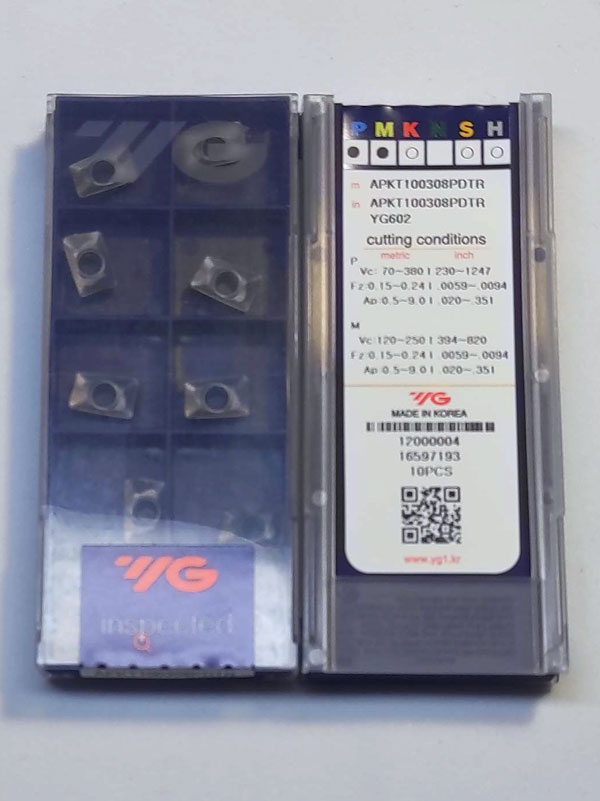 YG
YG
inspected
P M K N S H
m APKT100308PDTR
in APKT100308PDTR
YG602
cutting conditions
metric inch
P
Vc: 70~380 | 230~1247
Fz:0.15~0.24 | .0059~.0094
Ap:0.5~9.0 | .020~.351
M
Vc:120~250 | 394~820
Fz:0.15~0.24 | .0059~.0094
Ap:0.5~9.0 | .020~.351
YG
MADE IN KOREA
12000004
16597193
10PCS
www.yg1.kr